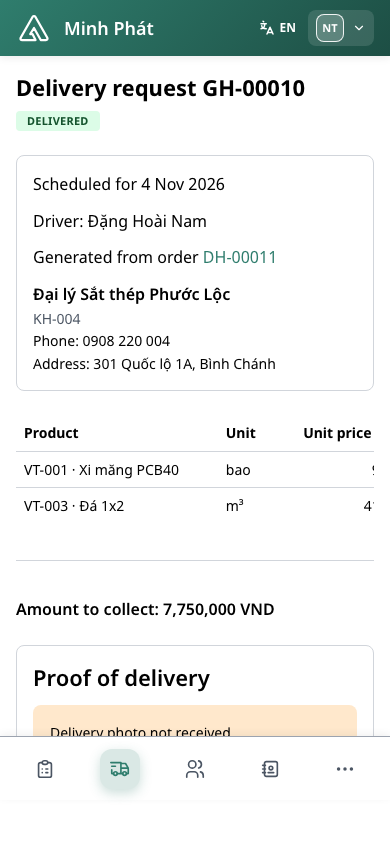 Minh Phát
EN
NT
Delivery request GH-00010
DELIVERED
Scheduled for 4 Nov 2026
Driver: Đặng Hoài Nam
Generated from order DH-00011
Đại lý Sắt thép Phước Lộc
KH-004
Phone: 0908 220 004
Address: 301 Quốc lộ 1A, Bình Chánh
Product Unit Unit price
VT-001 · Xi măng PCB40 bao
VT-003 · Đá 1x2 m³
Amount to collect: 7,750,000 VND
Proof of delivery
Delivery photo not received